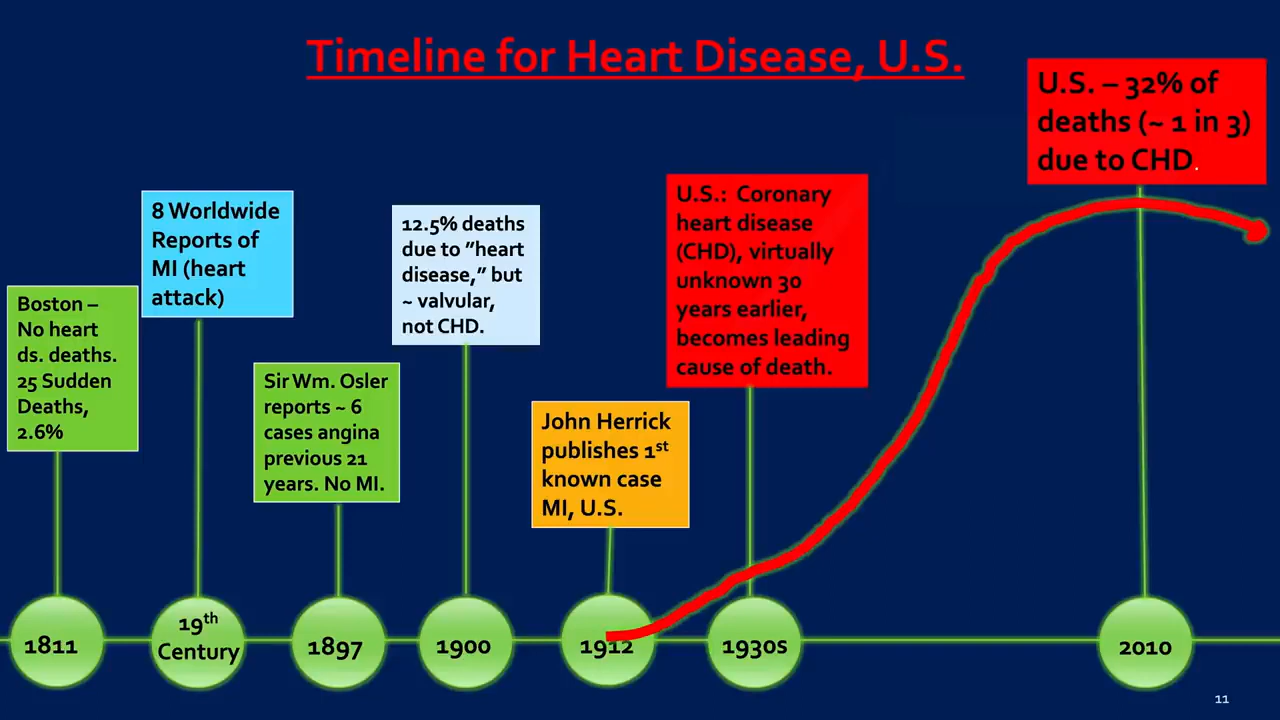 Timeline for Heart Disease, U.S.
U.S. – 32% of
deaths (~ 1 in 3)
due to CHD.
8 Worldwide
Reports of
MI (heart
attack)
12.5% deaths
due to ”heart
disease,” but
~ valvular,
not CHD.
U.S.: Coronary
heart disease
(CHD), virtually
unknown 30
years earlier,
becomes leading
cause of death.
Boston –
No heart
ds. deaths.
25 Sudden
Deaths,
2.6%
Sir Wm. Osler
reports ~ 6
cases angina
previous 21
years. No MI.
John Herrick
publishes 1st
known case
MI, U.S.
1811
19th
Century
1897
1900
1912
1930s
2010
11